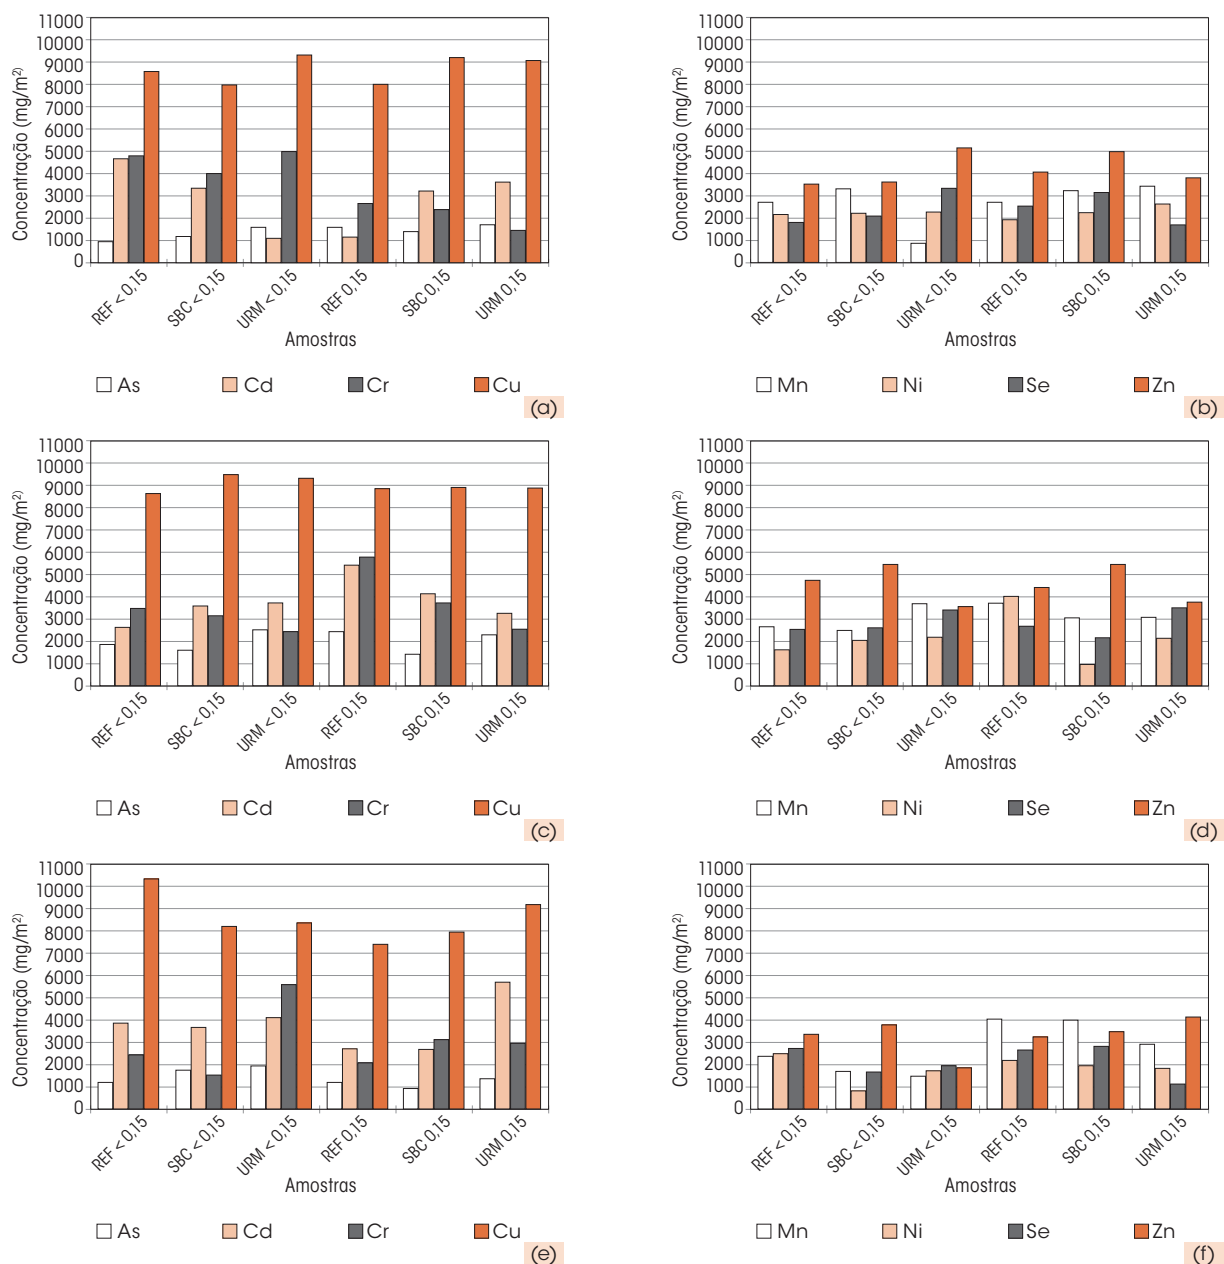 11000
10000
9000
8000
7000
6000
5000
4000
3000
2000
1000
0
Concentração (mg/m²)
REF < 0,15
SBC < 0,15
URM < 0,15
REF 0,15
SBC 0,15
URM 0,15
Amostras
As Cd Cr Cu
(a)
11000
10000
9000
8000
7000
6000
5000
4000
3000
2000
1000
0
Concentração (mg/m²)
REF < 0,15
SBC < 0,15
URM < 0,15
REF 0,15
SBC 0,15
URM 0,15
Amostras
Mn Ni Se Zn
(b)
11000
10000
9000
8000
7000
6000
5000
4000
3000
2000
1000
0
Concentração (mg/m²)
REF < 0,15
SBC < 0,15
URM < 0,15
REF 0,15
SBC 0,15
URM 0,15
Amostras
As Cd Cr Cu
(c)
11000
10000
9000
8000
7000
6000
5000
4000
3000
2000
1000
0
Concentração (mg/m²)
REF < 0,15
SBC < 0,15
URM < 0,15
REF 0,15
SBC 0,15
URM 0,15
Amostras
Mn Ni Se Zn
(d)
11000
10000
9000
8000
7000
6000
5000
4000
3000
2000
1000
0
Concentração (mg/m²)
REF < 0,15
SBC < 0,15
URM < 0,15
REF 0,15
SBC 0,15
URM 0,15
Amostras
As Cd Cr Cu
(e)
11000
10000
9000
8000
7000
6000
5000
4000
3000
2000
1000
0
Concentração (mg/m²)
REF < 0,15
SBC < 0,15
URM < 0,15
REF 0,15
SBC 0,15
URM 0,15
Amostras
Mn Ni Se Zn
(f)